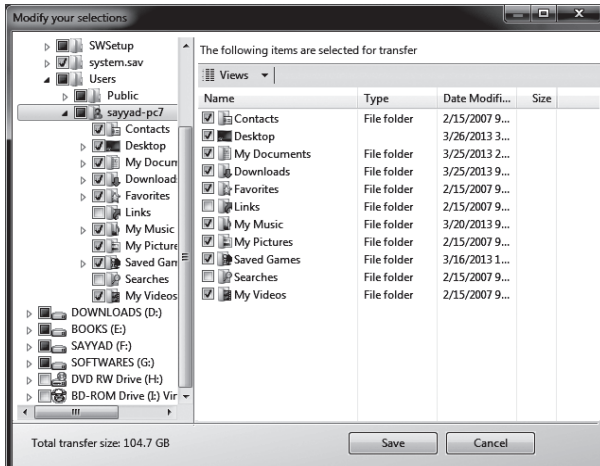 Modify your selections
SWSetup
system.sav
Users
Public
sayyad-pc7
Contacts
Desktop
My Docum
Download
Favorites
Links
My Music
My Picture
Saved Gam
Searches
My Videos
DOWNLOADS (D:)
BOOKS (E:)
SAYYAD (F:)
SOFTWARES (G:)
DVD RW Drive (H:)
BD-ROM Drive (I:) Vir
The following items are selected for transfer
Views
Name Type Date Modifi... Size
Contacts File folder 2/15/2007 9...
Desktop 3/26/2013 3...
My Documents File folder 3/25/2013 2...
Downloads File folder 3/25/2013 9...
Favorites File folder 2/15/2007 9...
Links File folder 2/15/2007 9...
My Music File folder 3/20/2013 9...
My Pictures File folder 2/15/2007 9...
Saved Games File folder 3/16/2013 1...
Searches File folder 2/15/2007 9...
My Videos File folder 2/15/2007 9...
Total transfer size: 104.7 GB
Save Cancel